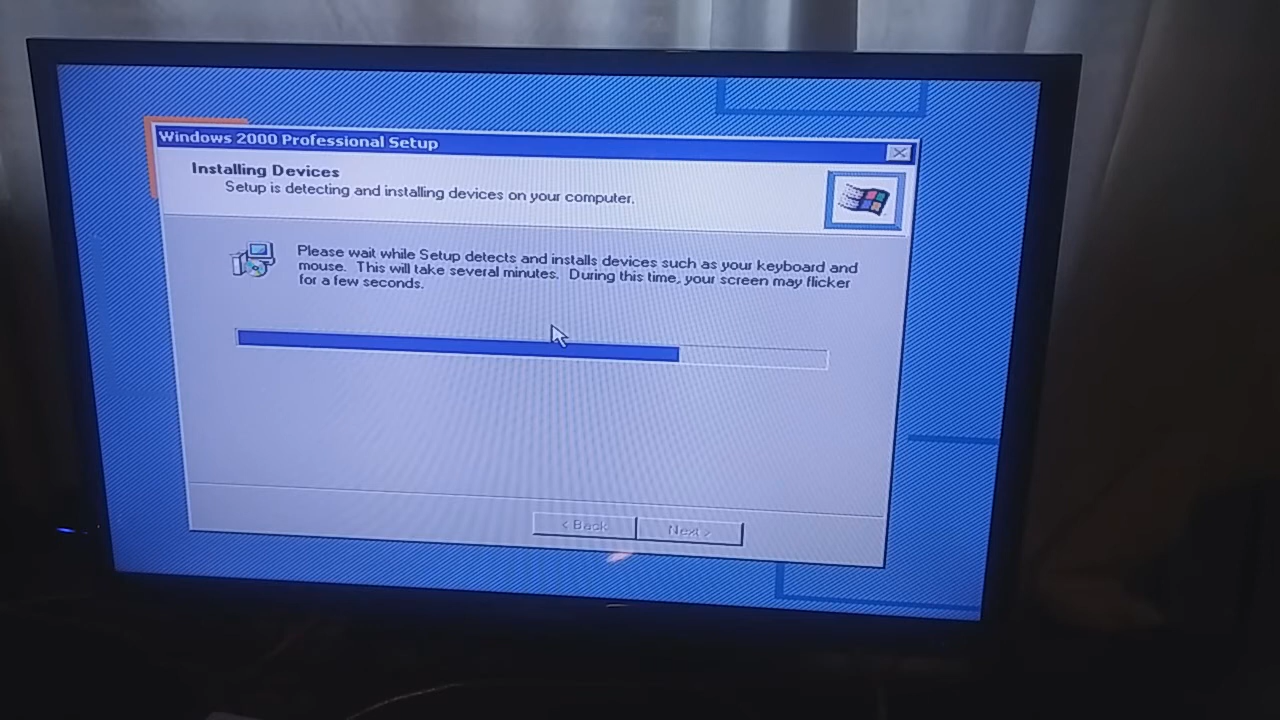 Windows 2000 Professional Setup
Installing Devices
Setup is detecting and installing devices on your computer.
Please wait while Setup detects and installs devices such as your keyboard and
mouse. This will take several minutes. During this time, your screen may flicker
for a few seconds.
< Back Next >